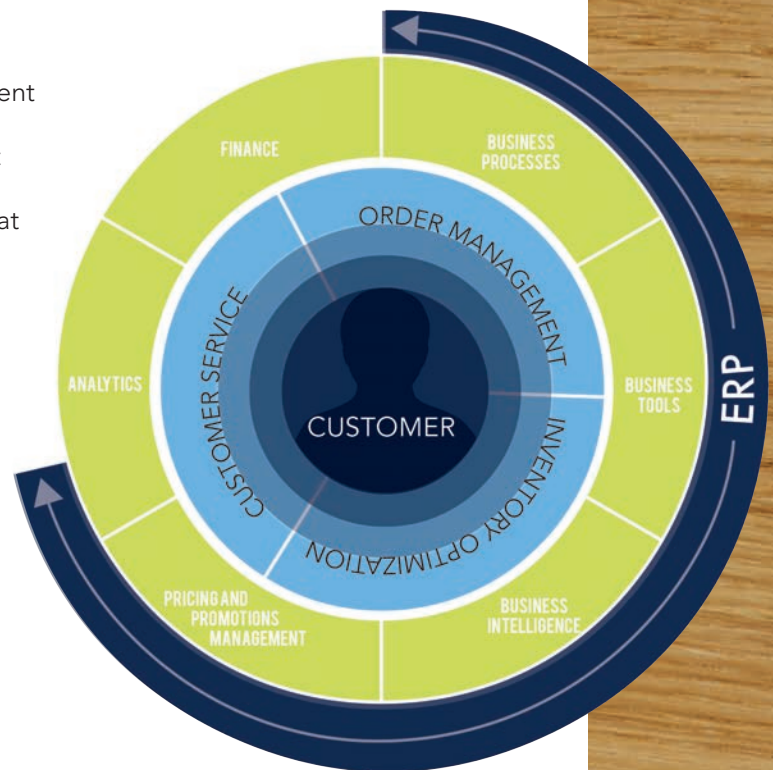 ent
at
FINANCE
BUSINESS
PROCESSES
ORDER MANAGEMENT
CUSTOMER SERVICE
ANALYTICS
BUSINESS
TOOLS
ERP
CUSTOMER
INVENTORY OPTIMIZATION
PRICING AND
PROMOTIONS
MANAGEMENT
BUSINESS
INTELLIGENCE